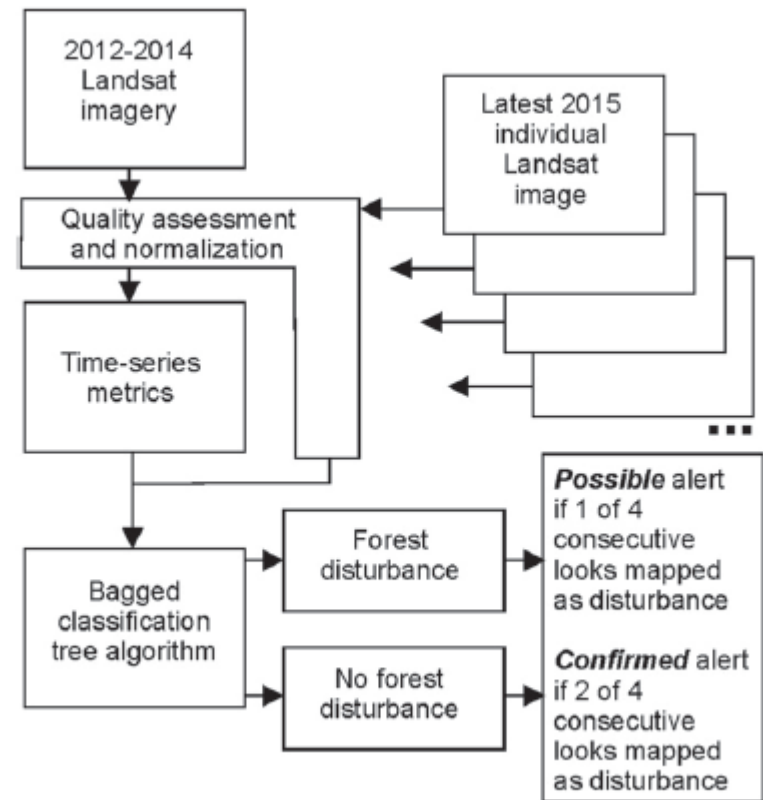 2012-2014
Landsat
imagery
Latest 2015
individual
Landsat
image
Quality assessment
and normalization
Time-series
metrics
Bagged
classification
tree algorithm
Forest
disturbance
No forest
disturbance
Possible alert
if 1 of 4
consecutive
looks mapped
as disturbance
Confirmed alert
if 2 of 4
consecutive
looks mapped
as disturbance